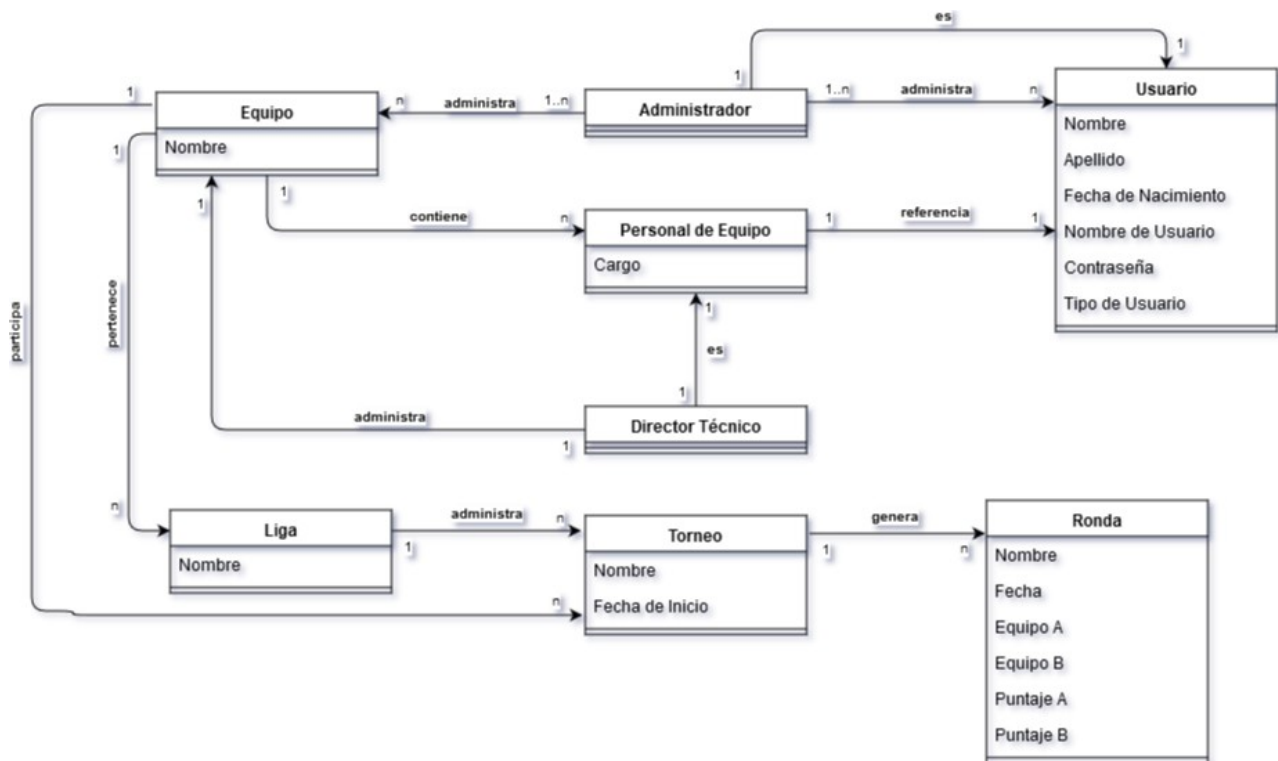 es
1
1
1
Equipo
Nombre
n
administra
1..n
Administrador
1..n
administra
n
Usuario
Nombre
Apellido
Fecha de Nacimiento
Nombre de Usuario
Contraseña
Tipo de Usuario
1
1
1
contiene
n
Personal de Equipo
Cargo
1
referencia
1
participa
pertenece
1
es
1
administra
1
Director Técnico
n
Liga
Nombre
administra
1
n
n
Torneo
Nombre
Fecha de Inicio
genera
1
n
Ronda
Nombre
Fecha
Equipo A
Equipo B
Puntaje A
Puntaje B